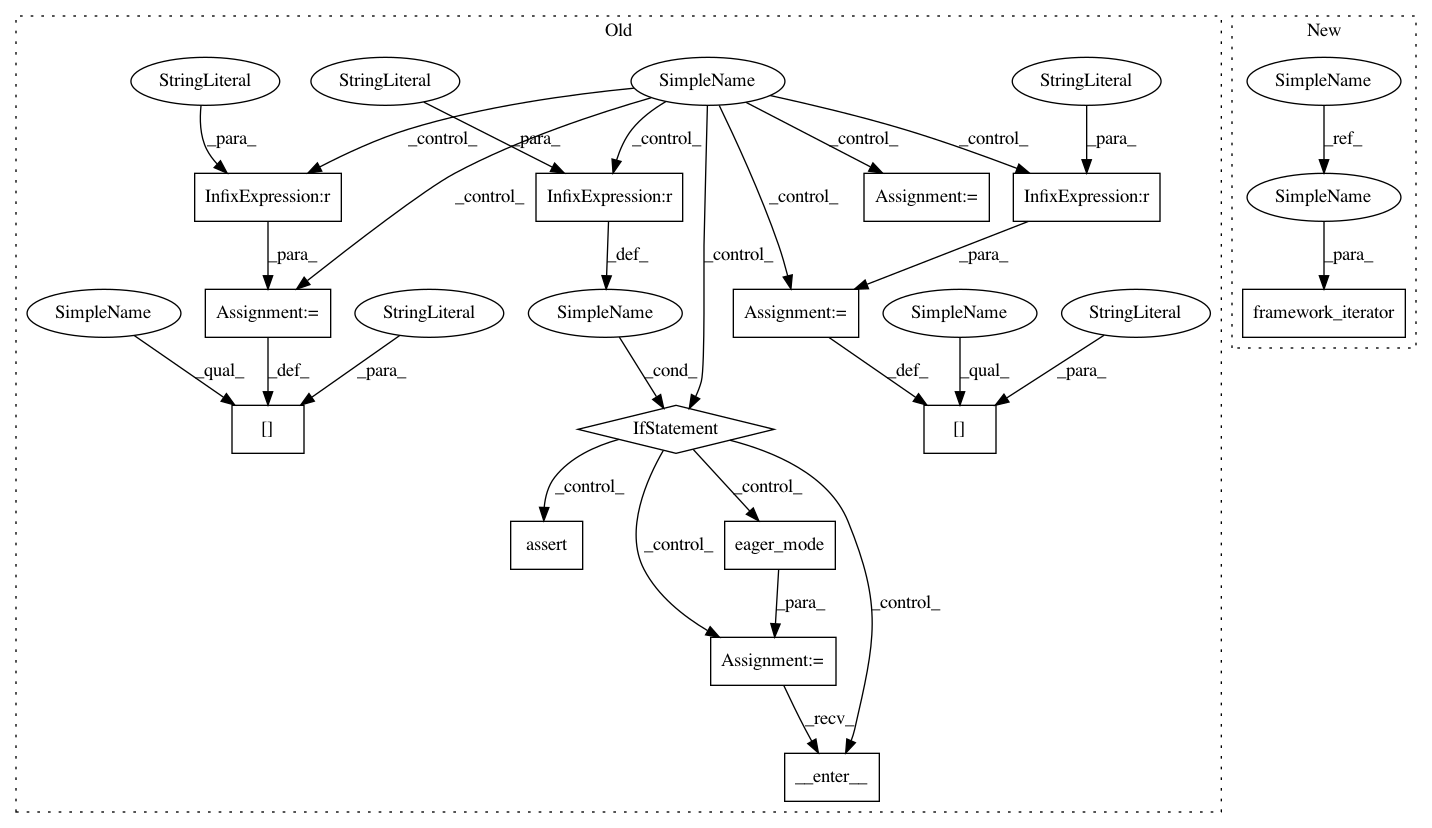 Old
New
StringLiteral
StringLiteral
SimpleName
StringLiteral
SimpleName
_para_
_control_
_para_
_control_
_control_
_control_
_para_
_ref_
InfixExpression:r
_control_
InfixExpression:r
_control_
Assignment:=
InfixExpression:r
SimpleName
_para_
_def_
_control_
_para_
_para_
SimpleName
Assignment:=
StringLiteral
SimpleName
Assignment:=
SimpleName
StringLiteral
framework_iterator
_qual_
_def_
_para_
_cond_
_def_
_qual_
_para_
[]
IfStatement
[]
_control_
_control_
assert
_control_
eager_mode
_para_
_control_
Assignment:=
_recv_
__enter__